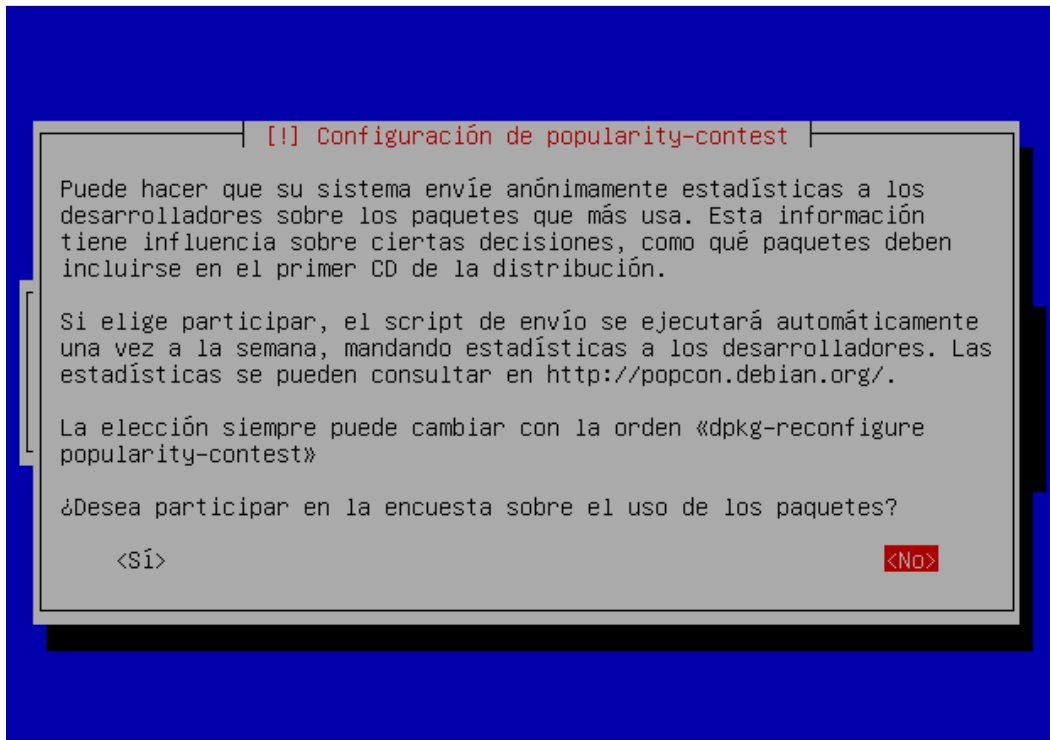 [!] Configuración de popularity-contest
Puede hacer que su sistema envíe anónimamente estadísticas a los
desarrolladores sobre los paquetes que más usa. Esta información
tiene influencia sobre ciertas decisiones, como qué paquetes deben
incluirse en el primer CD de la distribución.
Si elige participar, el script de envío se ejecutará automáticamente
una vez a la semana, mandando estadísticas a los desarrolladores. Las
estadísticas se pueden consultar en http://popcon.debian.org/.
La elección siempre puede cambiar con la orden «dpkg-reconfigure
popularity-contest»
¿Desea participar en la encuesta sobre el uso de los paquetes?
<Sí> <No>